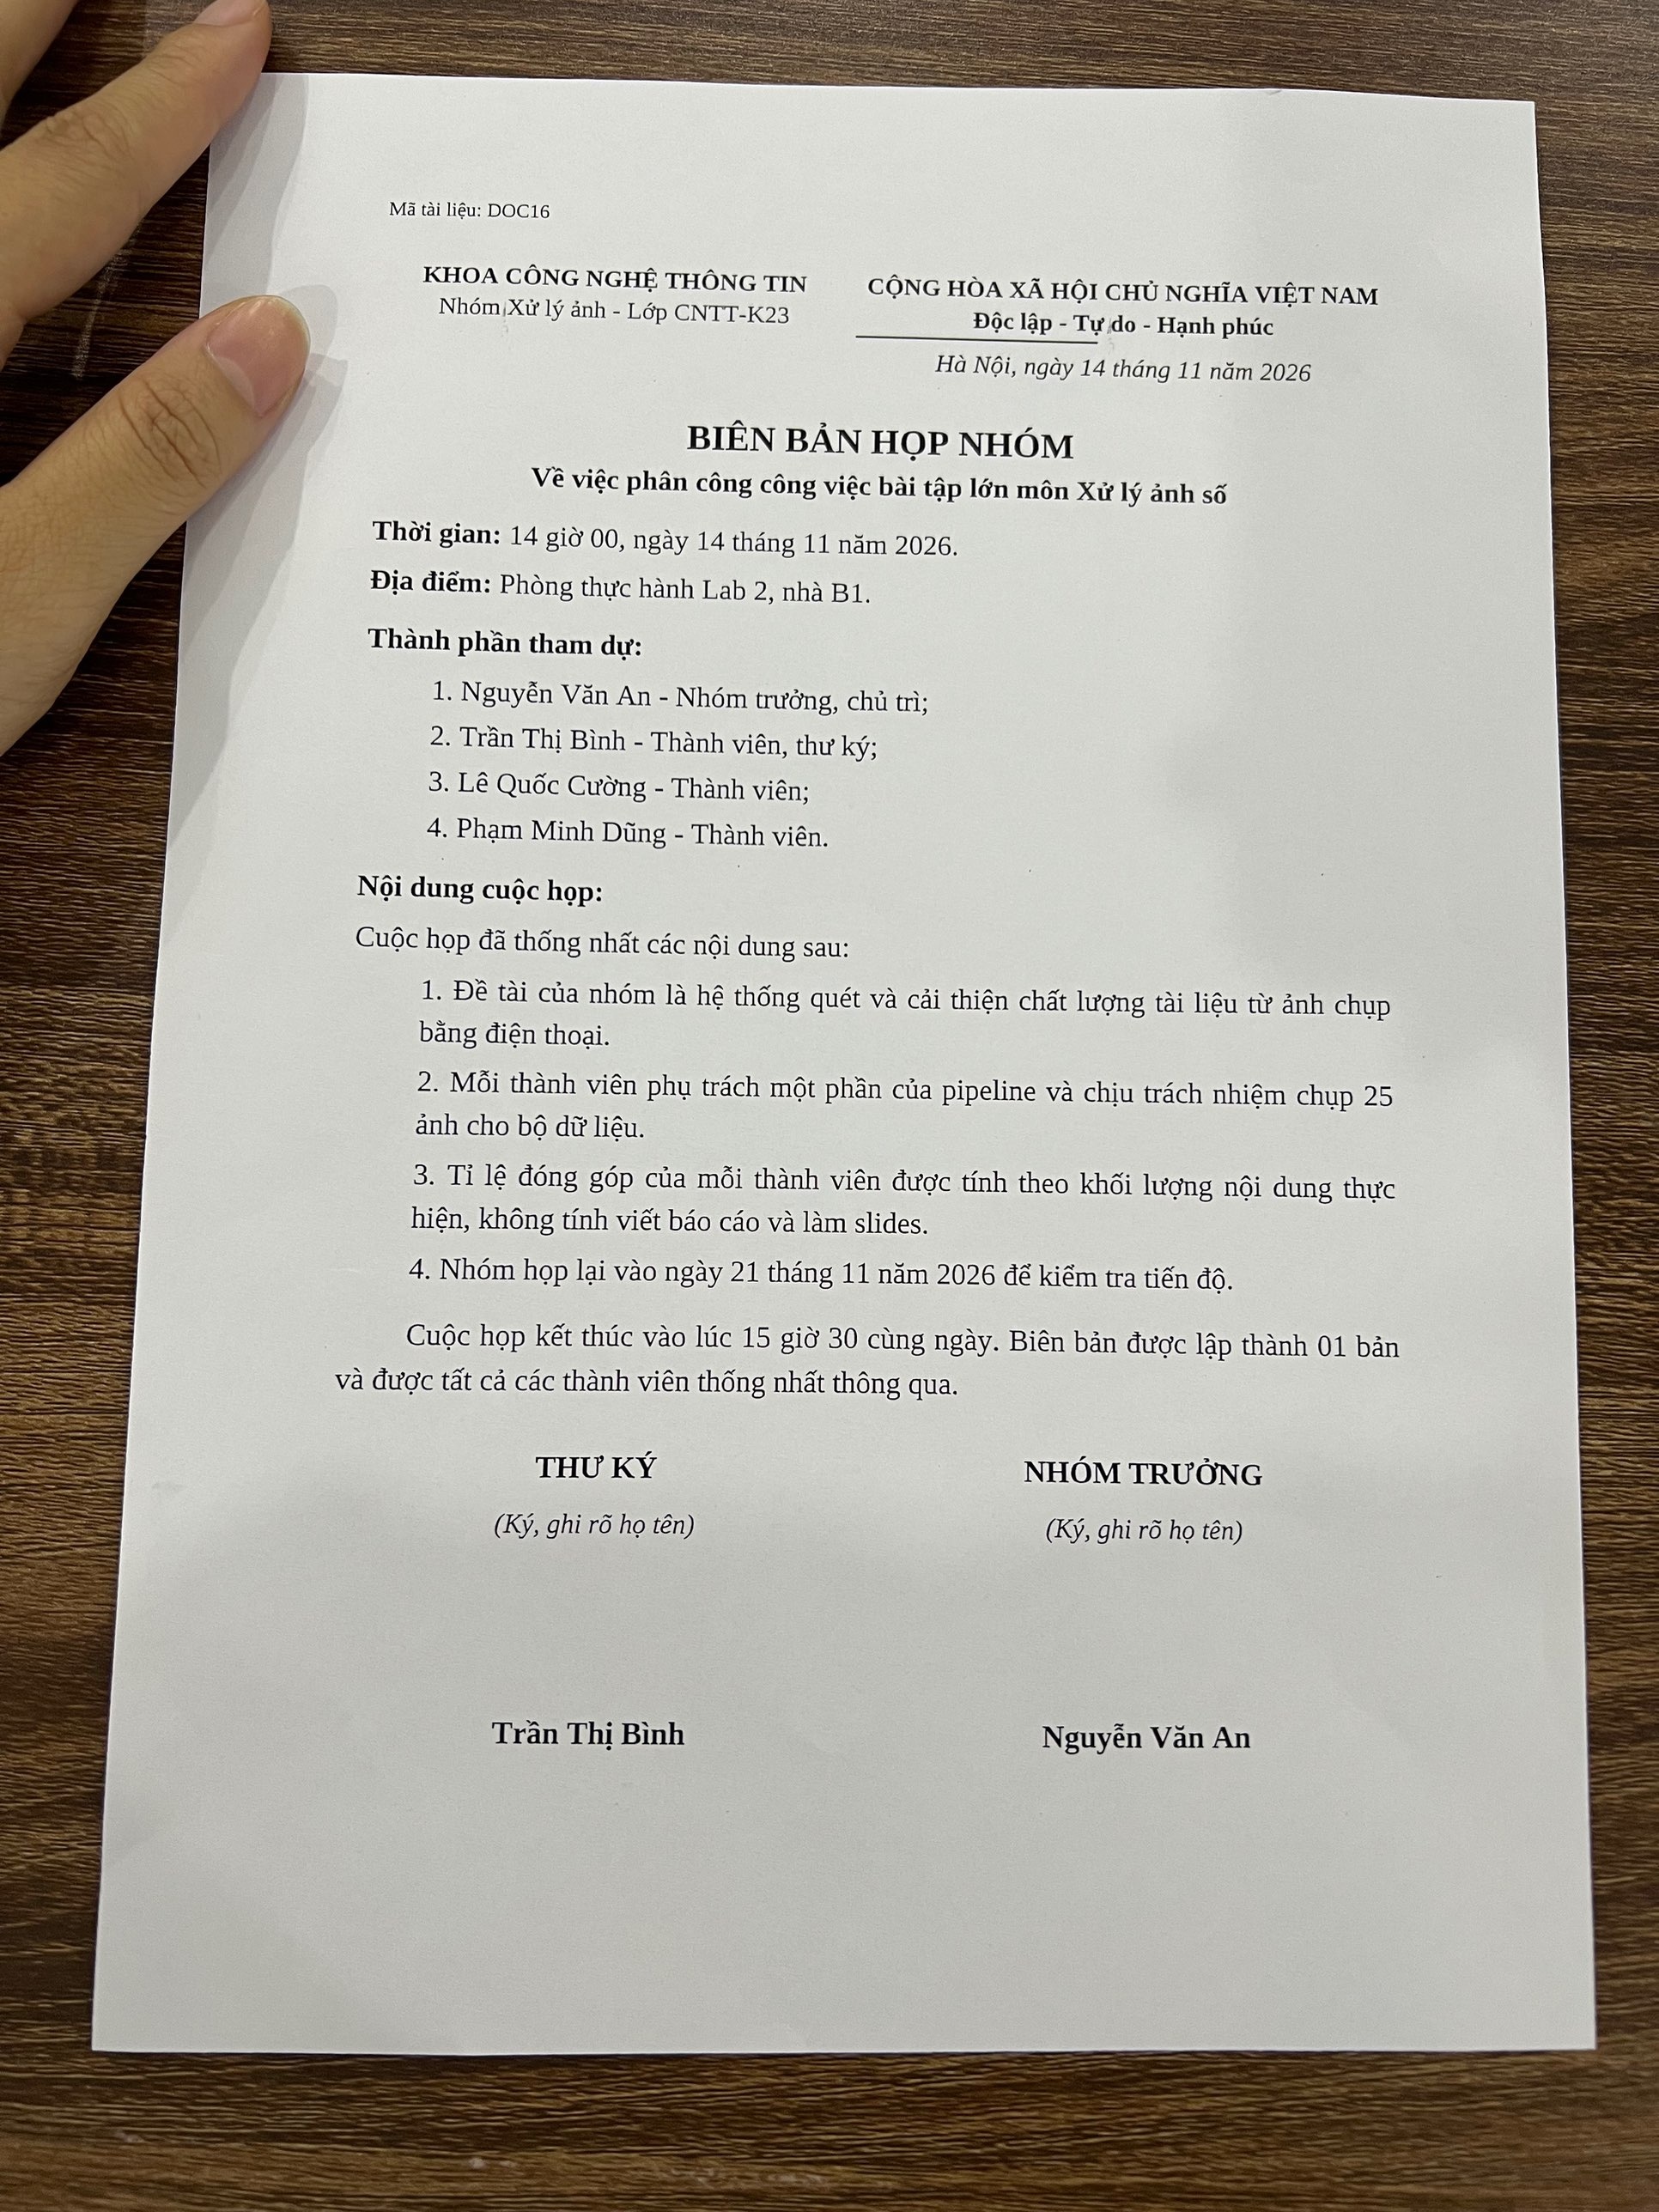 Mã tài liệu: DOC16
KHOA CÔNG NGHỆ THÔNG TIN
Nhóm Xử lý ảnh - Lớp CNTT-K23
CỘNG HÒA XÃ HỘI CHỦ NGHĨA VIỆT NAM
Độc lập - Tự do - Hạnh phúc
Hà Nội, ngày 14 tháng 11 năm 2026
BIÊN BẢN HỌP NHÓM
Về việc phân công công việc bài tập lớn môn Xử lý ảnh số
Thời gian: 14 giờ 00, ngày 14 tháng 11 năm 2026.
Địa điểm: Phòng thực hành Lab 2, nhà B1.
Thành phần tham dự:
1. Nguyễn Văn An - Nhóm trưởng, chủ trì;
2. Trần Thị Bình - Thành viên, thư ký;
3. Lê Quốc Cường - Thành viên;
4. Phạm Minh Dũng - Thành viên.
Nội dung cuộc họp:
Cuộc họp đã thống nhất các nội dung sau:
1. Đề tài của nhóm là hệ thống quét và cải thiện chất lượng tài liệu từ ảnh chụp
bằng điện thoại.
2. Mỗi thành viên phụ trách một phần của pipeline và chịu trách nhiệm chụp 25
ảnh cho bộ dữ liệu.
3. Tỉ lệ đóng góp của mỗi thành viên được tính theo khối lượng nội dung thực
hiện, không tính viết báo cáo và làm slides.
4. Nhóm họp lại vào ngày 21 tháng 11 năm 2026 để kiểm tra tiến độ.
Cuộc họp kết thúc vào lúc 15 giờ 30 cùng ngày. Biên bản được lập thành 01 bản
và được tất cả các thành viên thống nhất thông qua.
THƯ KÝ
(Ký, ghi rõ họ tên)
Trần Thị Bình
NHÓM TRƯỞNG
(Ký, ghi rõ họ tên)
Nguyễn Văn An